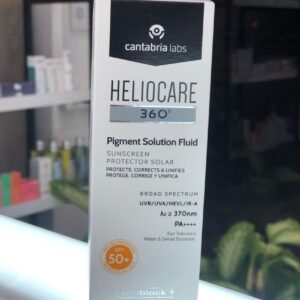 cantabria labs
HELIOCARE
360°
Pigment Solution Fluid
SUNSCREEN
PROTECTOR SOLAR
PROTECTS, CORRECTS & UNIFIES
PROTEGE, CORRIGE Y UNIFICA
BROAD SPECTRUM
UVB/UVA/HEVL/IR-A
λc ≥ 370nm
PA++++
Eye Tolerance
Water & Sweat Resistant
SPF
50+